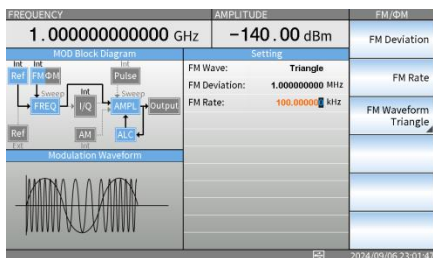 FREQUENCY AMPLITUDE FM/ΦM
1.000000000000 GHz -140.00 dBm
FM Deviation
MOD Block Diagram Setting
Int Int Int
Ref FMΦM Pulse
FM Wave: Triangle
Sweep Int Sweep
FM Deviation: 1.000000000 MHz
FM Rate
FREQ I/Q AMPL Output
FM Rate: 100.000000 kHz
FM Waveform
Triangle
Ref AM ALC
Ext Int
Modulation Waveform
2024/09/06 23:01:47